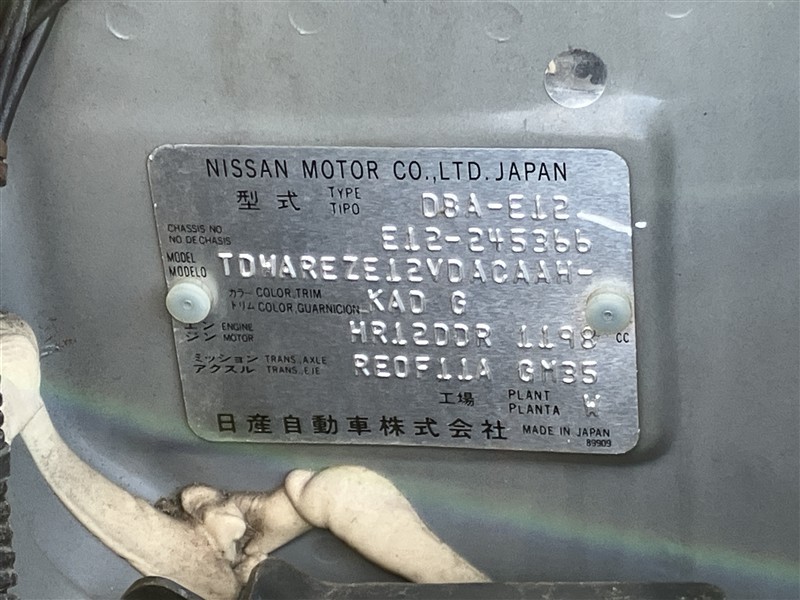 NISSAN MOTOR CO.,LTD. JAPAN
型式 TYPE TIPO DBA-E12
CHASSIS NO. NO DE CHASIS E12-245366
MODEL MODELO TDMAREZE12VDACAAH-
カラー COLOR,TRIM
トリム COLOR,GUARNICION KAD G
エンジン ENGINE MOTOR HR12DDR 1198 CC
ミッション TRANS.,AXLE
アクスル TRANS.,EJE RE0F11A GM35
工場 PLANT PLANTA W
日産自動車株式会社 MADE IN JAPAN
89909